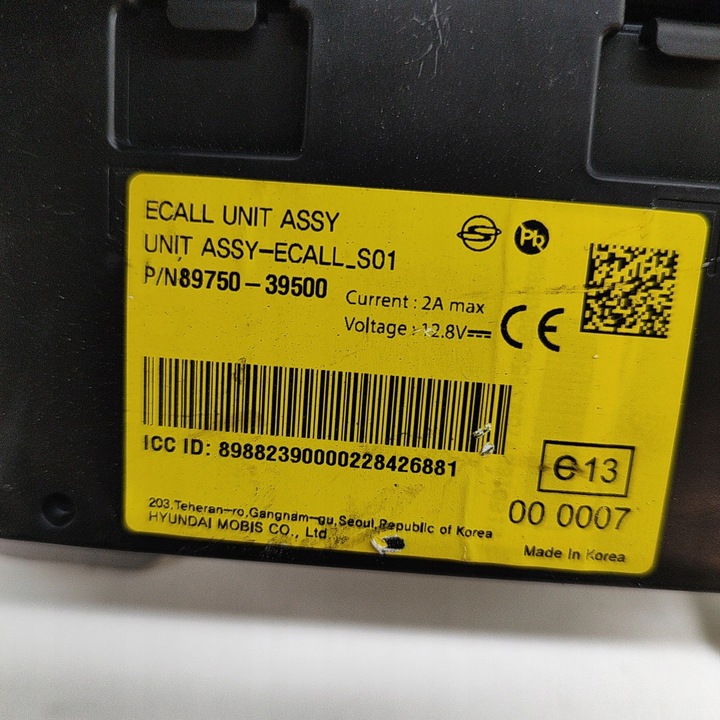 ECALL UNIT ASSY
UNIT ASSY-ECALL_S01
P/N89750-39500
Pb
Current : 2A max
Voltage : 12.8V
CE
ICC ID: 89882390000228426881
e13
00 0007
203,Teheran-ro,Gangnam-gu,Seoul,Republic of Korea
HYUNDAI MOBIS CO., Ltd
Made In Korea